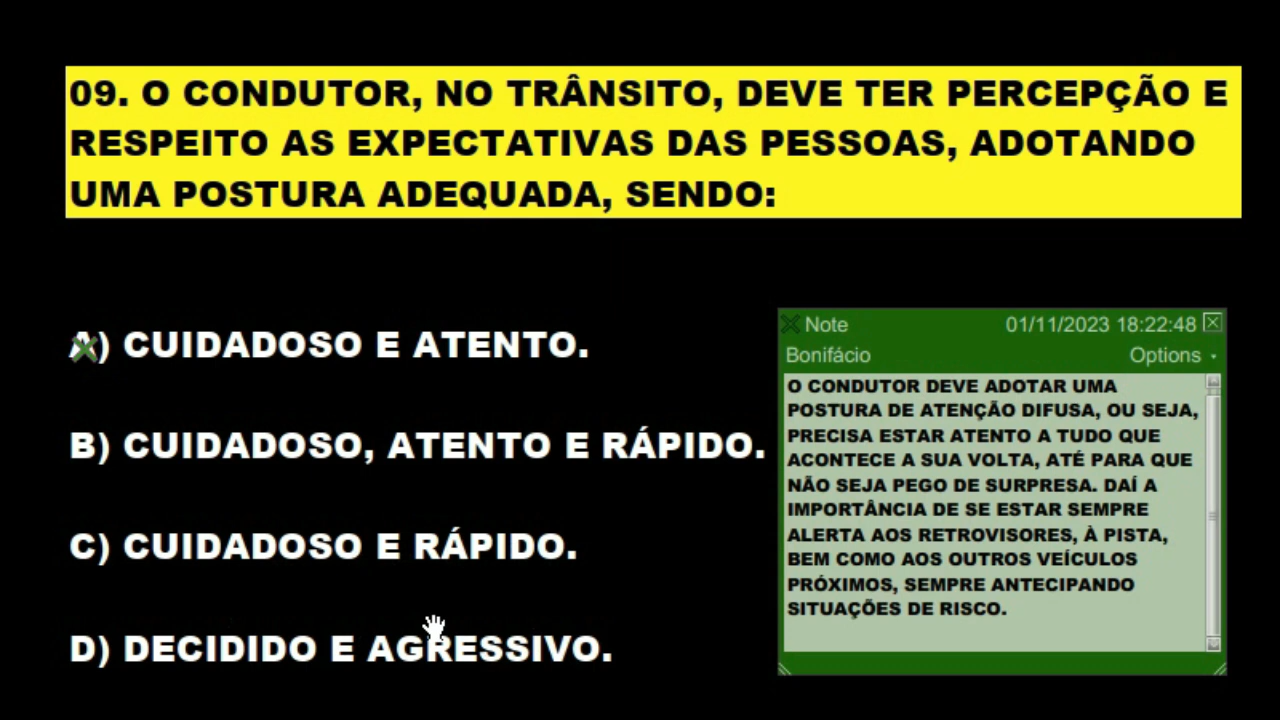 09. O CONDUTOR, NO TRÂNSITO, DEVE TER PERCEPÇÃO E
RESPEITO AS EXPECTATIVAS DAS PESSOAS, ADOTANDO
UMA POSTURA ADEQUADA, SENDO:
A) CUIDADOSO E ATENTO.
B) CUIDADOSO, ATENTO E RÁPIDO.
C) CUIDADOSO E RÁPIDO.
D) DECIDIDO E AGRESSIVO.
Note 01/11/2023 18:22:48
Bonifácio Options
O CONDUTOR DEVE ADOTAR UMA
POSTURA DE ATENÇÃO DIFUSA, OU SEJA,
PRECISA ESTAR ATENTO A TUDO QUE
ACONTECE A SUA VOLTA, ATÉ PARA QUE
NÃO SEJA PEGO DE SURPRESA. DAÍ A
IMPORTÂNCIA DE SE ESTAR SEMPRE
ALERTA AOS RETROVISORES, À PISTA,
BEM COMO AOS OUTROS VEÍCULOS
PRÓXIMOS, SEMPRE ANTECIPANDO
SITUAÇÕES DE RISCO.